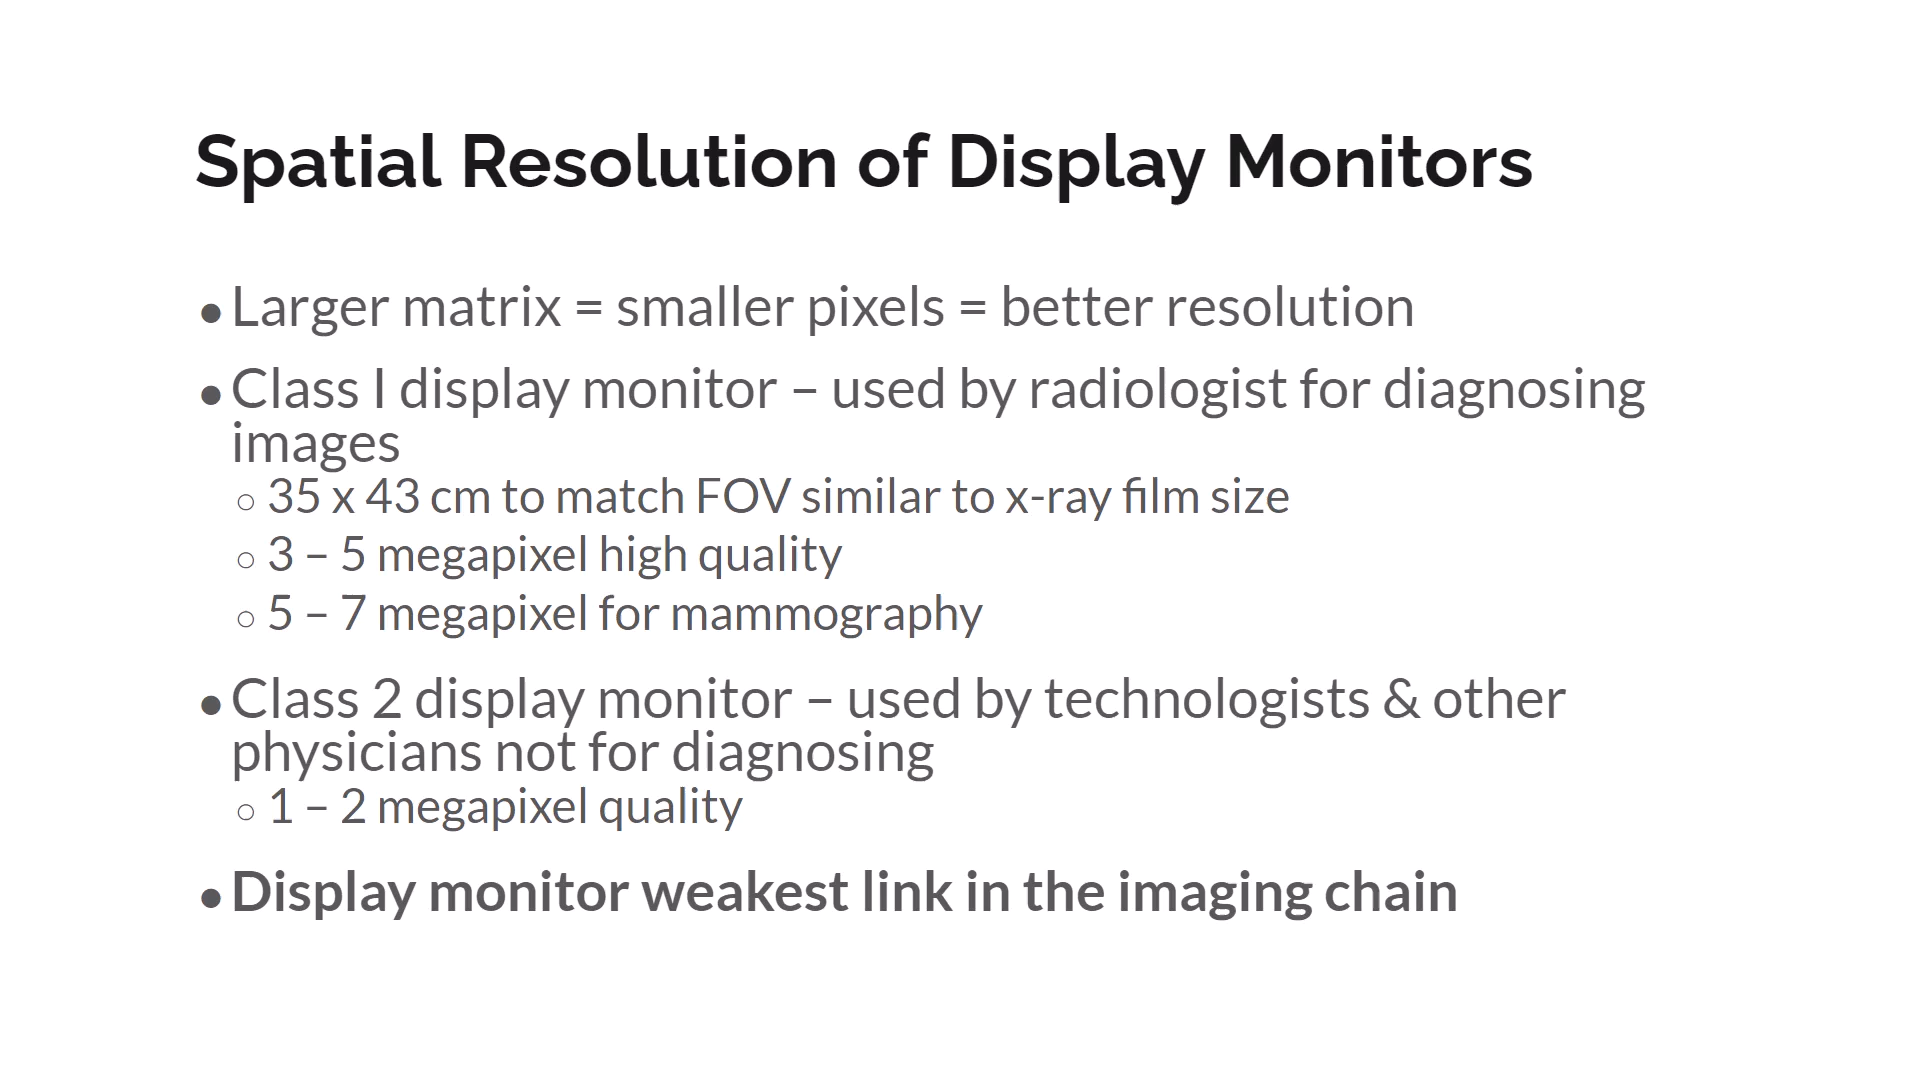 Spatial Resolution of Display Monitors
● Larger matrix = smaller pixels = better resolution
● Class I display monitor – used by radiologist for diagnosing
images
○ 35 x 43 cm to match FOV similar to x-ray film size
○ 3 – 5 megapixel high quality
○ 5 – 7 megapixel for mammography
● Class 2 display monitor – used by technologists & other
physicians not for diagnosing
○ 1 – 2 megapixel quality
● Display monitor weakest link in the imaging chain